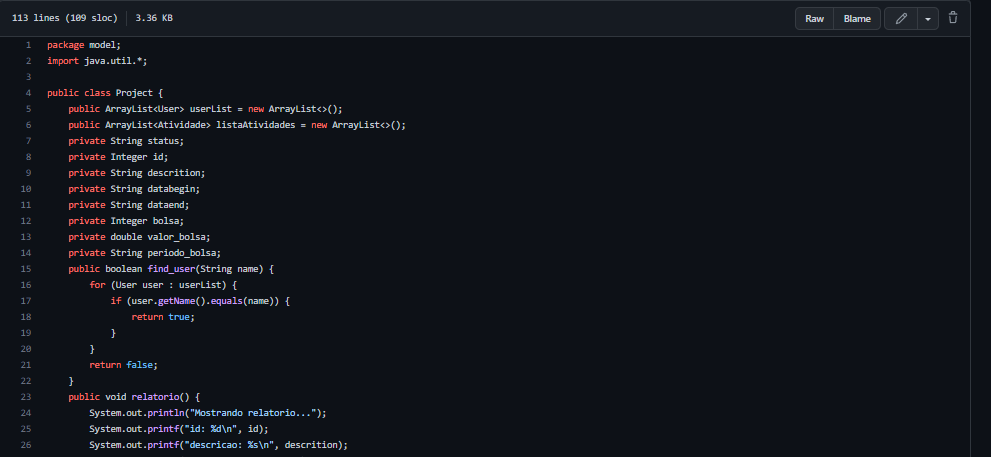 113 lines (109 sloc) 3.36 KB Raw Blame
1 package model;
2 import java.util.*;
3
4 public class Project {
5 public ArrayList<User> userList = new ArrayList<>();
6 public ArrayList<Atividade> listaAtividades = new ArrayList<>();
7 private String status;
8 private Integer id;
9 private String descrition;
10 private String databegin;
11 private String dataend;
12 private Integer bolsa;
13 private double valor_bolsa;
14 private String periodo_bolsa;
15 public boolean find_user(String name) {
16 for (User user : userList) {
17 if (user.getName().equals(name)) {
18 return true;
19 }
20 }
21 return false;
22 }
23 public void relatorio() {
24 System.out.println("Mostrando relatorio...");
25 System.out.printf("id: %d\n", id);
26 System.out.printf("descricao: %s\n", descrition);